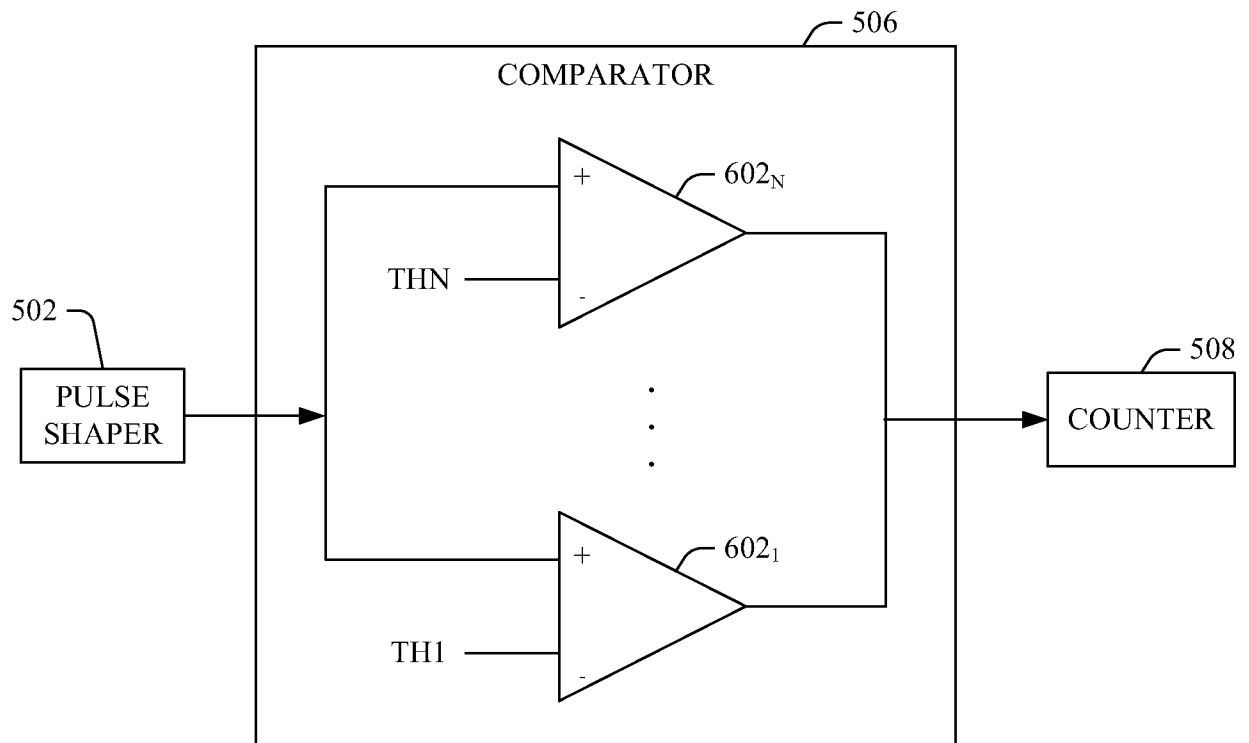 506
COMPARATOR
+
602N
THN
-
502
PULSE
SHAPER
508
COUNTER
+
6021
TH1
-